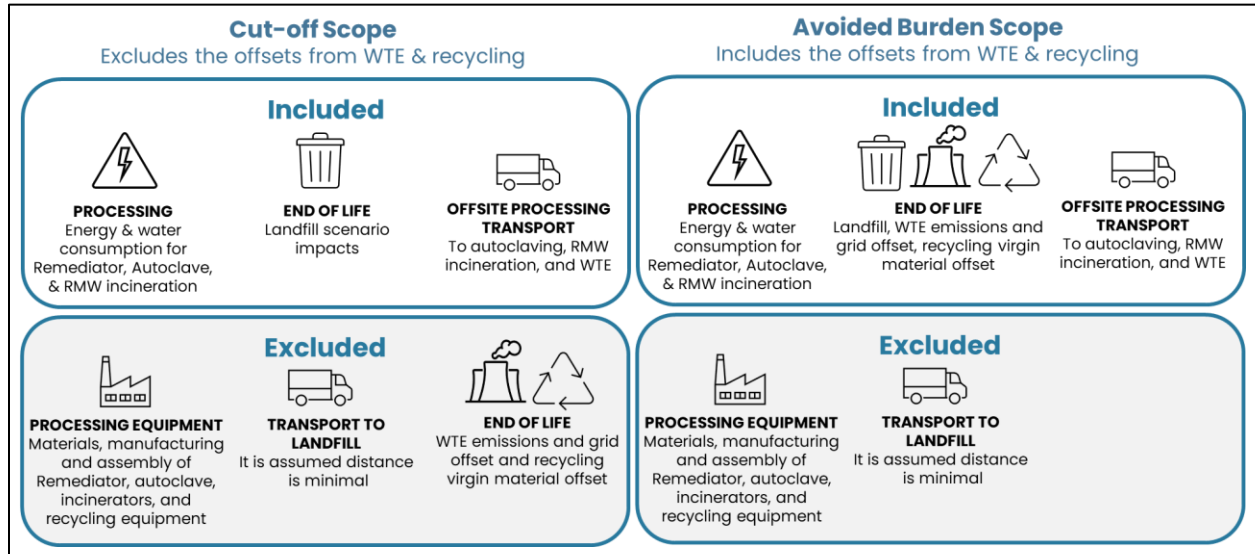 Cut-off Scope
Excludes the offsets from WTE & recycling
Included
PROCESSING
Energy & water
consumption for
Remediator, Autoclave,
& RMW incineration
END OF LIFE
Landfill scenario
impacts
OFFSITE PROCESSING
TRANSPORT
To autoclaving, RMW
incineration, and WTE
Excluded
PROCESSING EQUIPMENT
Materials, manufacturing
and assembly of
Remediator, autoclave,
incinerators, and
recycling equipment
TRANSPORT TO
LANDFILL
It is assumed distance
is minimal
END OF LIFE
WTE emissions and grid
offset and recycling
virgin material offset
Avoided Burden Scope
Includes the offsets from WTE & recycling
Included
PROCESSING
Energy & water
consumption for
Remediator, Autoclave,
& RMW incineration
END OF LIFE
Landfill, WTE emissions and
grid offset, recycling virgin
material offset
OFFSITE PROCESSING
TRANSPORT
To autoclaving, RMW
incineration, and WTE
Excluded
PROCESSING EQUIPMENT
Materials, manufacturing
and assembly of
Remediator, autoclave,
incinerators, and
recycling equipment
TRANSPORT TO
LANDFILL
It is assumed distance
is minimal